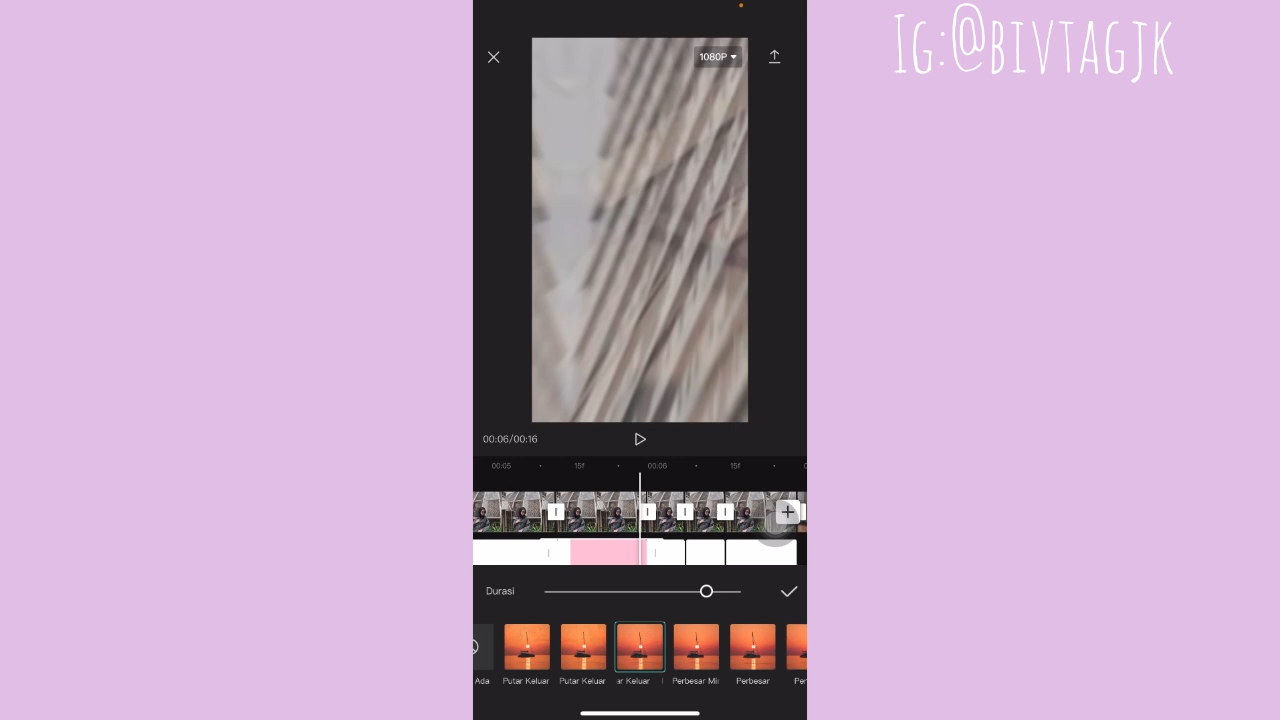 Ig:@bivtagjk
1080P
00:06/00:16
00:05 15f 00:06 15f
Durasi
Ada Putar Keluar Putar Keluar ar Keluar Perbesar Mi Perbesar Per